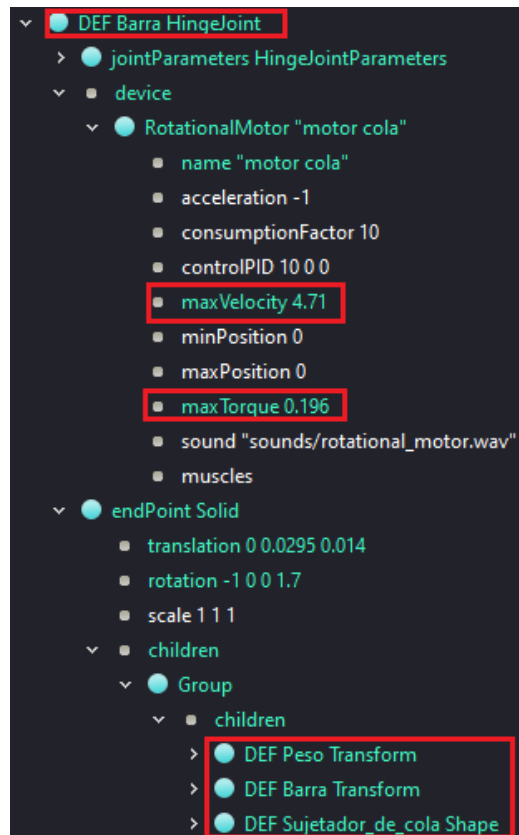 DEF Barra HingeJoint
jointParameters HingeJointParameters
device
RotationalMotor "motor cola"
name "motor cola"
acceleration -1
consumptionFactor 10
controlPID 10 0 0
maxVelocity 4.71
minPosition 0
maxPosition 0
maxTorque 0.196
sound "sounds/rotational_motor.wav"
muscles
endPoint Solid
translation 0 0.0295 0.014
rotation -1 0 0 1.7
scale 1 1 1
children
Group
children
DEF Peso Transform
DEF Barra Transform
DEF Sujetador_de_cola Shape